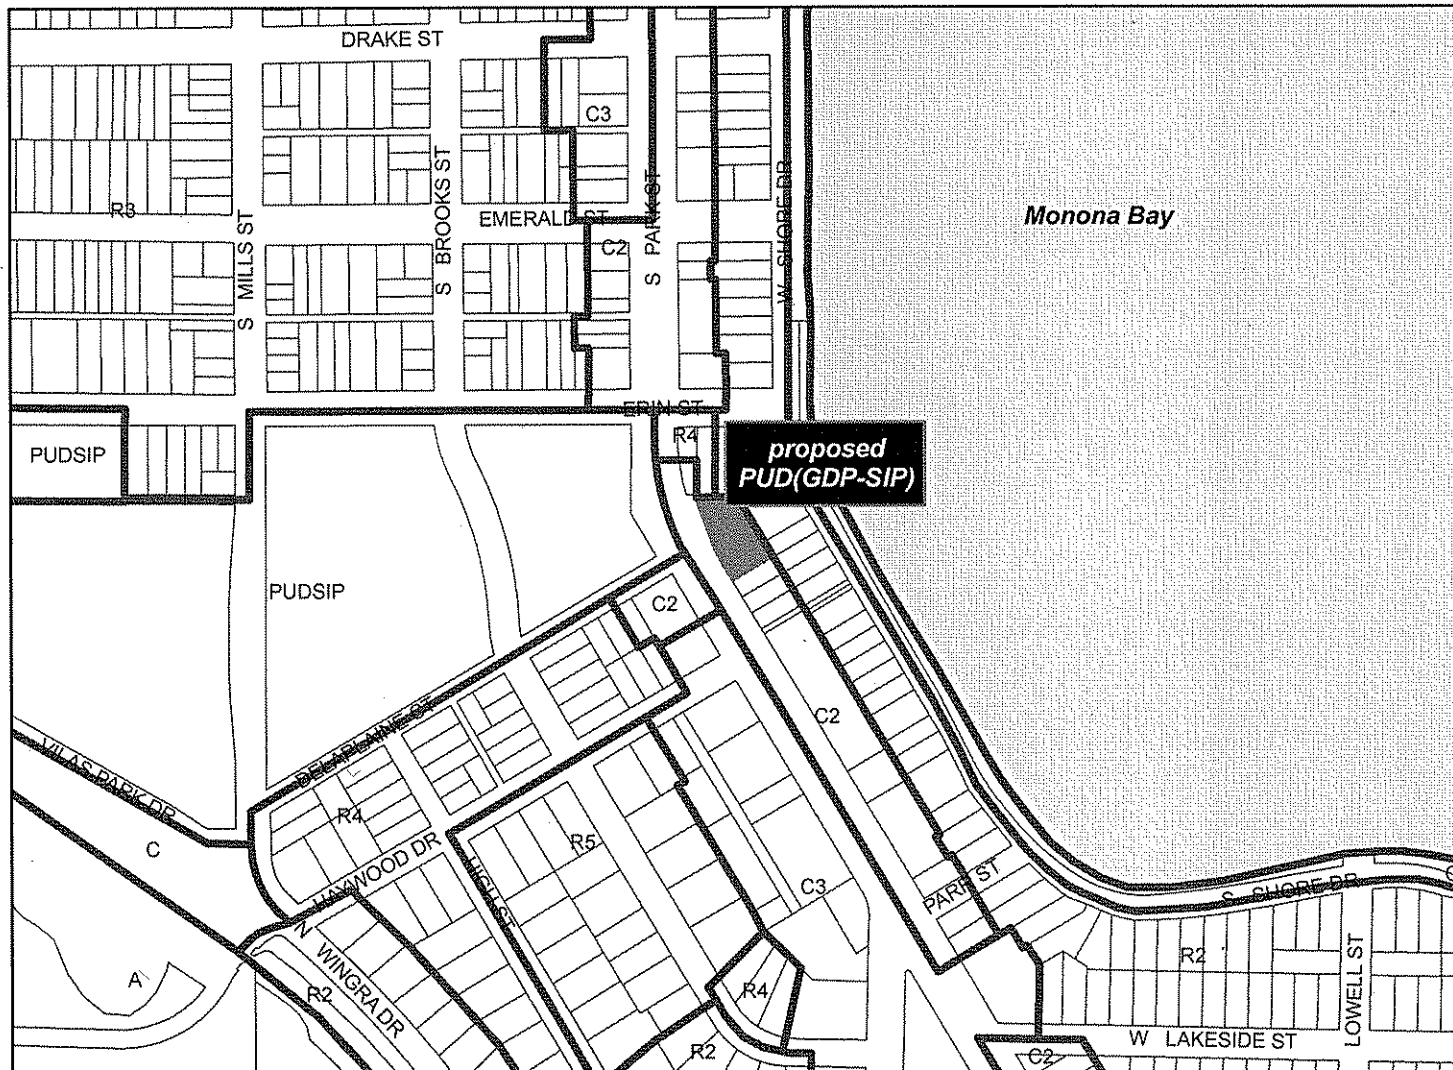 DRAKE ST
C3
R3
S MILLS ST
S BROOKS ST
EMERALD ST
C2
S PARK ST
W SHORE DR
Monona Bay
ERIN ST
R4
proposed
PUD(GDP-SIP)
PUDSIP
PUDSIP
C2
C2
DELAPLAINE ST
VILAS PARK DR
R4
C
HAYWOOD DR
HIGH ST
R5
C3
PARK ST
S SHORE DR
C
A
N WINGRA DR
R2
R4
R2
R2
LOWELL ST
W LAKESIDE ST
C2